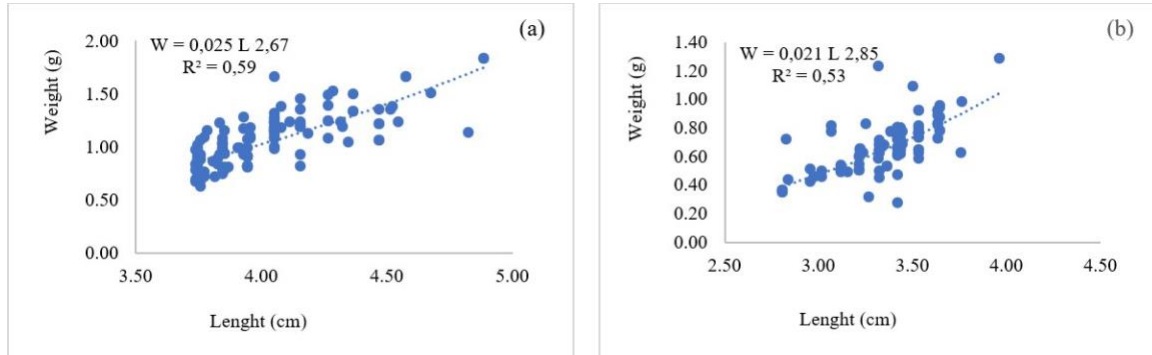 (a)
W = 0,025 L 2,67
R² = 0,59
Weight (g)
2.00
1.50
1.00
0.50
0.00
3.50 4.00 4.50 5.00
Lenght (cm)
(b)
W = 0,021 L 2,85
R² = 0,53
Weight (g)
1.40
1.20
1.00
0.80
0.60
0.40
0.20
0.00
2.50 3.00 3.50 4.00 4.50
Lenght (cm)